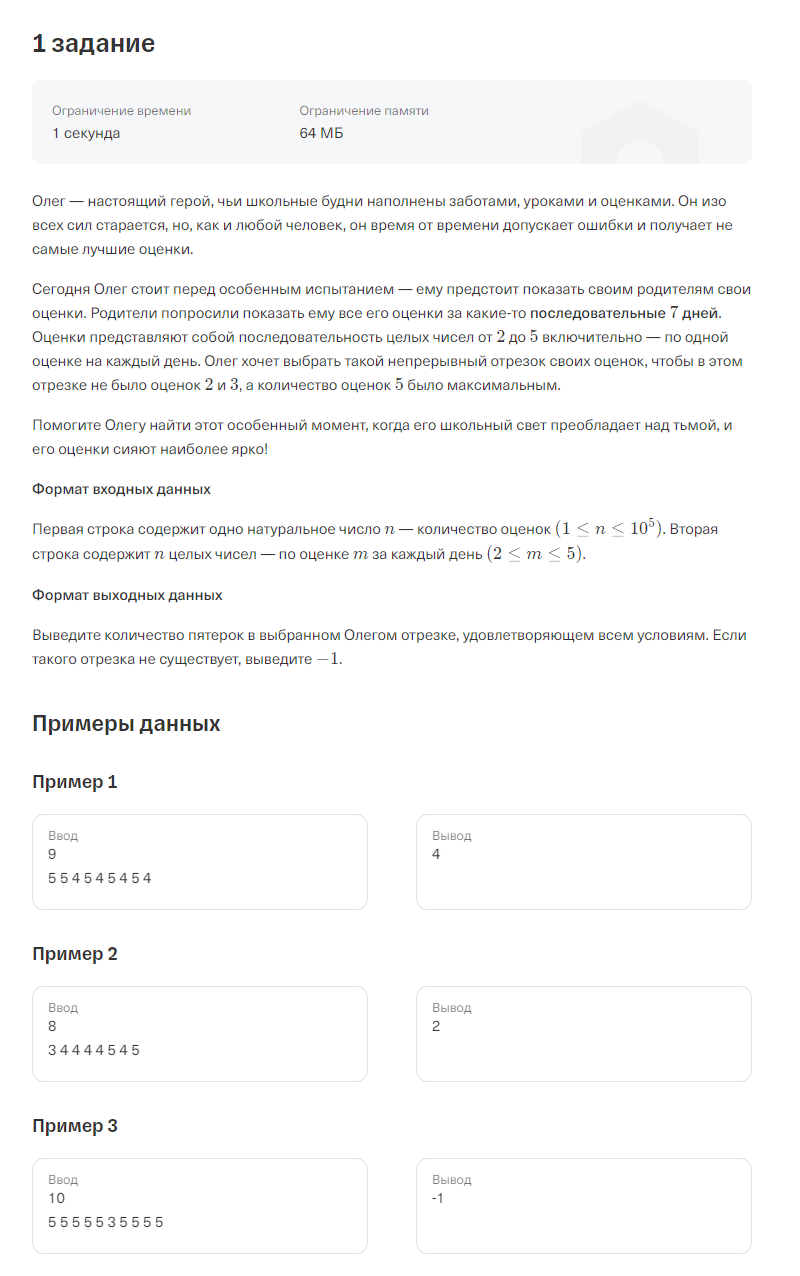 1 задание
Ограничение времени
1 секунда
Ограничение памяти
64 МБ
Олег — настоящий герой, чьи школьные будни наполнены заботами, уроками и оценками. Он изо
всех сил старается, но, как и любой человек, он время от времени допускает ошибки и получает не
самые лучшие оценки.
Сегодня Олег стоит перед особенным испытанием — ему предстоит показать своим родителям свои
оценки. Родители попросили показать ему все его оценки за какие-то последовательные 7 дней.
Оценки представляют собой последовательность целых чисел от 2 до 5 включительно — по одной
оценке на каждый день. Олег хочет выбрать такой непрерывный отрезок своих оценок, чтобы в этом
отрезке не было оценок 2 и 3, а количество оценок 5 было максимальным.
Помогите Олегу найти этот особенный момент, когда его школьный свет преобладает над тьмой, и
его оценки сияют наиболее ярко!
Формат входных данных
Первая строка содержит одно натуральное число n — количество оценок (1 ≤ n ≤ 10⁵). Вторая
строка содержит n целых чисел — по оценке m за каждый день (2 ≤ m ≤ 5).
Формат выходных данных
Выведите количество пятерок в выбранном Олегом отрезке, удовлетворяющем всем условиям. Если
такого отрезка не существует, выведите −1.
Примеры данных
Пример 1
Ввод
9
5 5 4 5 4 5 4 5 4
Вывод
4
Пример 2
Ввод
8
3 4 4 4 4 5 4 5
Вывод
2
Пример 3
Ввод
10
5 5 5 5 5 3 5 5 5 5
Вывод
-1